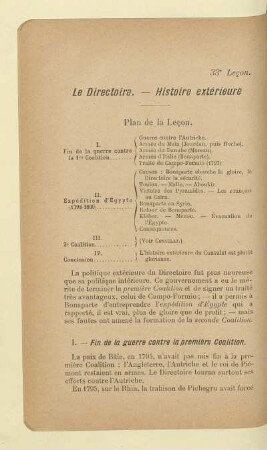 33e Leçon.
Le Directoire. — Histoire extérieure
Plan de la Leçon.
I.
Fin de la guerre contre
la 1re Coalition.
Guerre contre l'Autriche.
Armée du Rhin (Jourdan, puis Hoche).
Armée du Danube (Moreau).
Armée d'Italie (Bonaparte).
Traité de Campo-Formio (1797)
II.
Expédition d'Égypte
(1798-1801)
Causes : Bonaparte cherche la gloire, le
Directoire la sécurité.
Toulon. — Malte. — Aboukir.
Victoire des Pyramides. — Les Français
au Caire.
Bonaparte en Syrie.
Retour de Bonaparte.
Kléber. — Menou. — Évacuation de
l'Égypte.
Conséquences.
III.
2e Coalition.
(Voir Consulat.)
IV.
Conclusion.
L'histoire extérieure du Consulat est plutôt
glorieuse.
La politique extérieure du Directoire fut plus heureuse
que sa politique intérieure. Ce gouvernement a eu le mé-
rite de terminer la première Coalition et de signer un traité
très avantageux, celui de Campo-Formio; — il a permis à
Bonaparte d'entreprendre l'expédition d'Égypte qui a
rapporté, il est vrai, plus de gloire que de profit ; — mais
ses fautes ont amené la formation de la seconde Coalition.
I. — Fin de la guerre contre la première Coalition.
La paix de Bâle, en 1795, n'avait pas mis fin à la pre-
mière Coalition : l'Angleterre, l'Autriche et le roi de Pié-
mont restaient en armes. Le Directoire tourna surtout ses
efforts contre l'Autriche.
En 1795, sur le Rhin, la trahison de Pichegru avait forcé